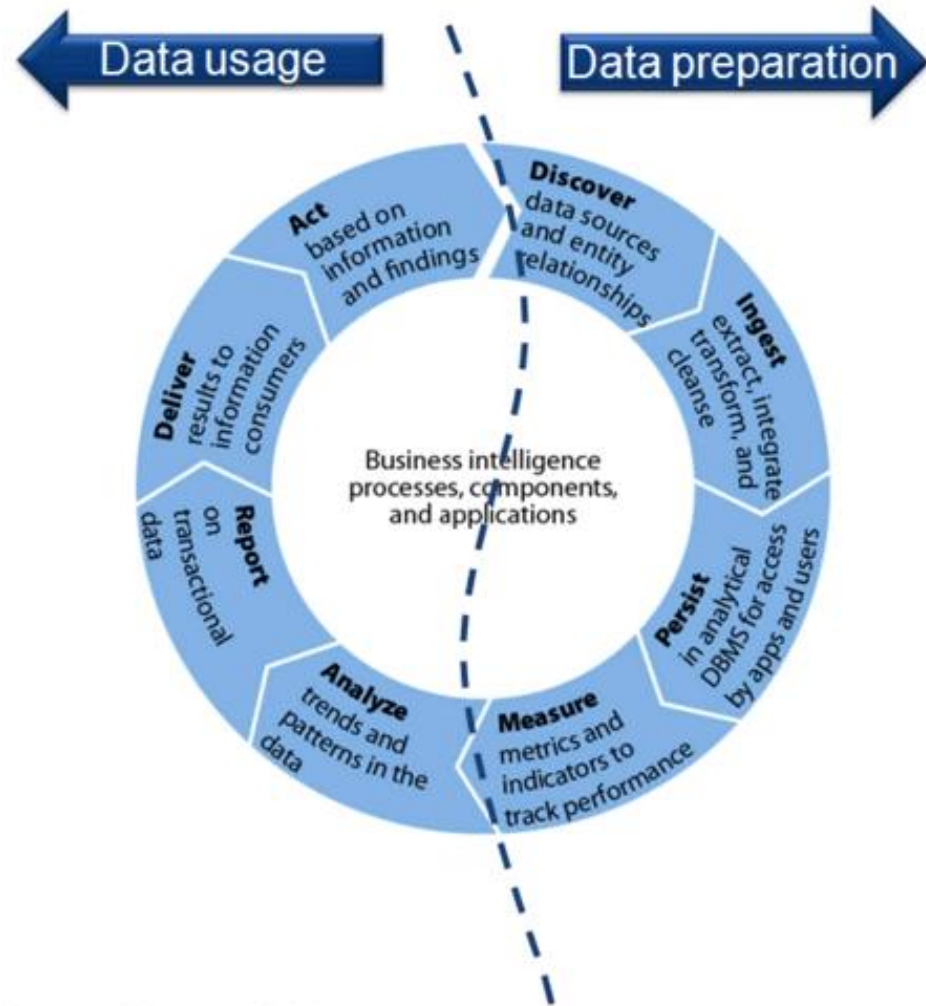 Data usage
Data preparation
Discover
data sources
and entity
relationships
Ingest
extract, integrate
transform, and
cleanse
Persist
in analytical
DBMS for access
by apps and users
Measure
metrics and
indicators to
track performance
Analyze
trends and
patterns in the
data
Report
on
transactional
data
Deliver
results to
information
consumers
Act
based on
information
and findings
Business intelligence
processes, components,
and applications